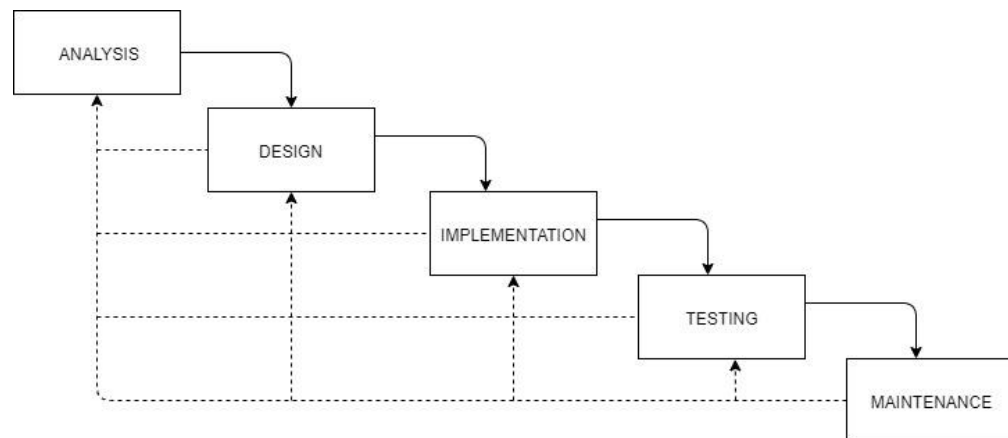 ANALYSIS
DESIGN
IMPLEMENTATION
TESTING
MAINTENANCE